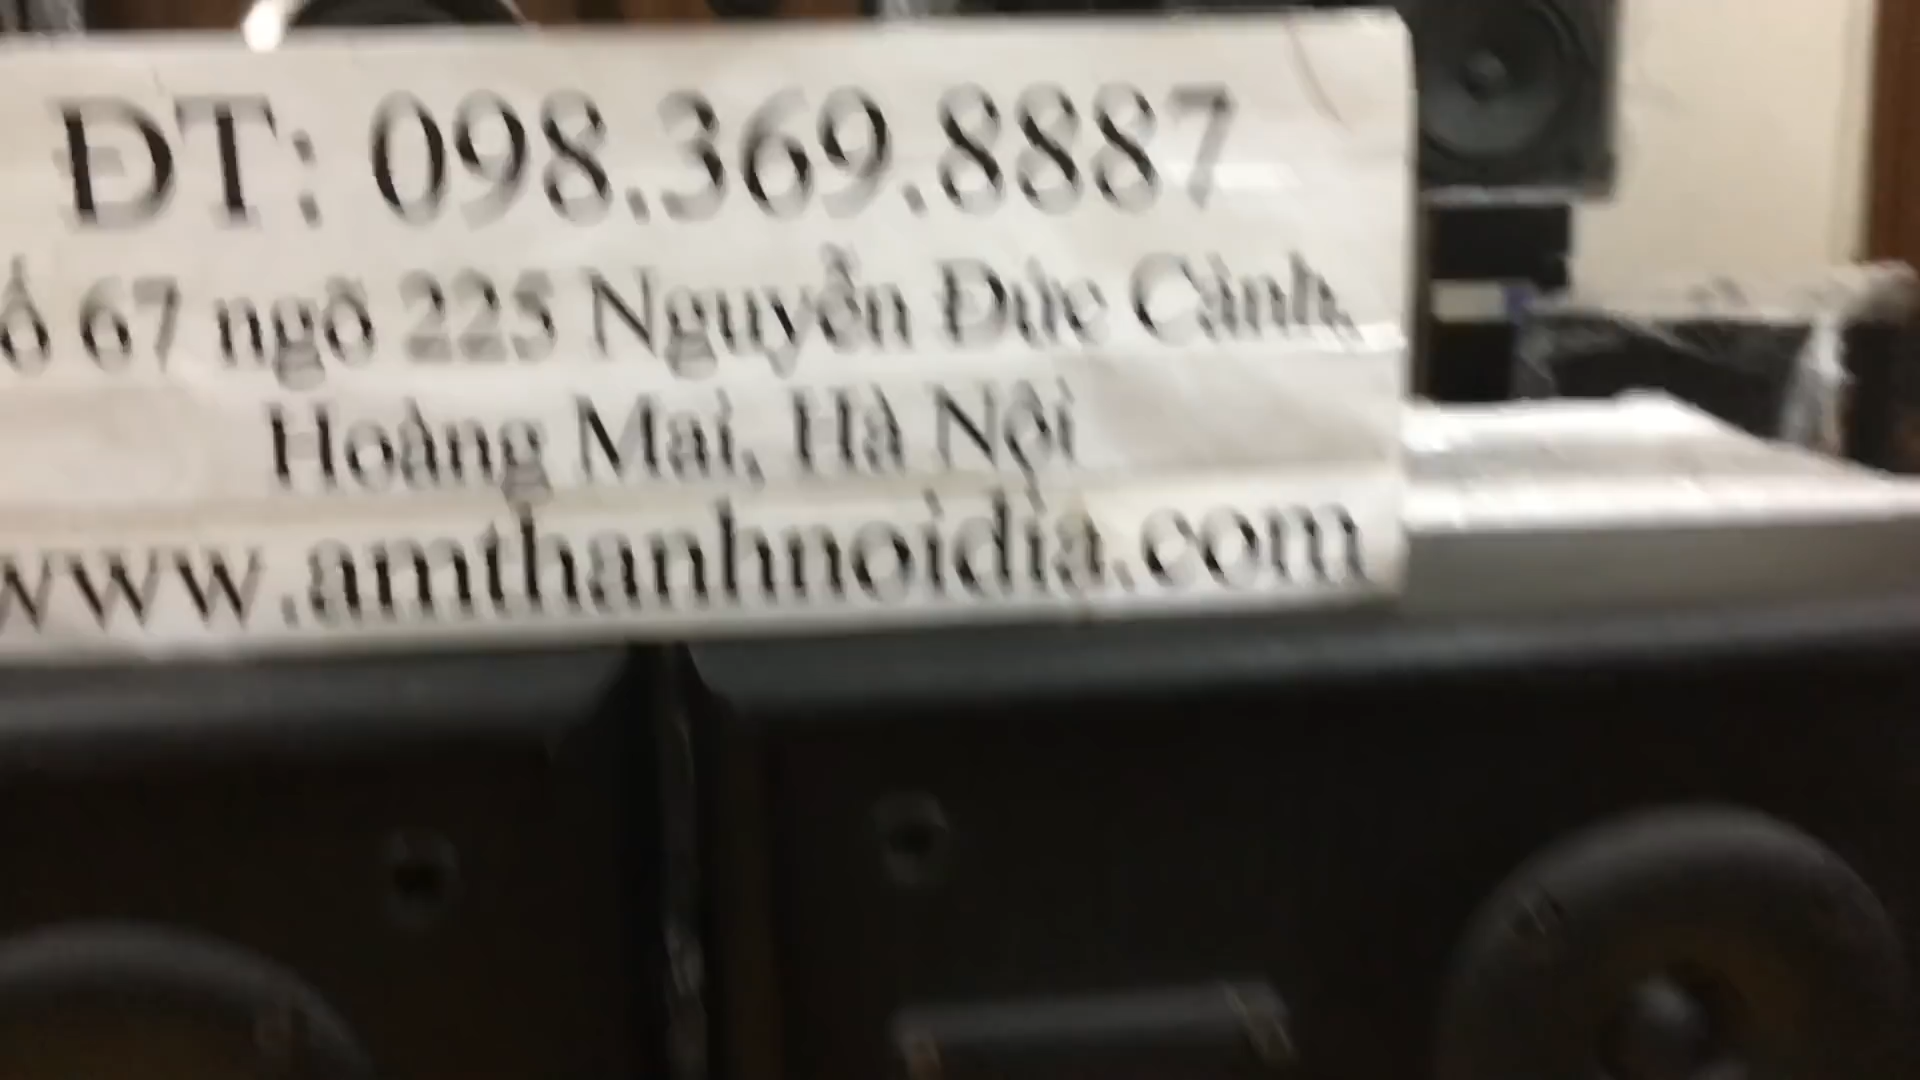 ĐT: 098.369.8887
ố 67 ngõ 225 Nguyễn Đức Cảnh,
Hoàng Mai, Hà Nội
www.amthanhnoidia.com